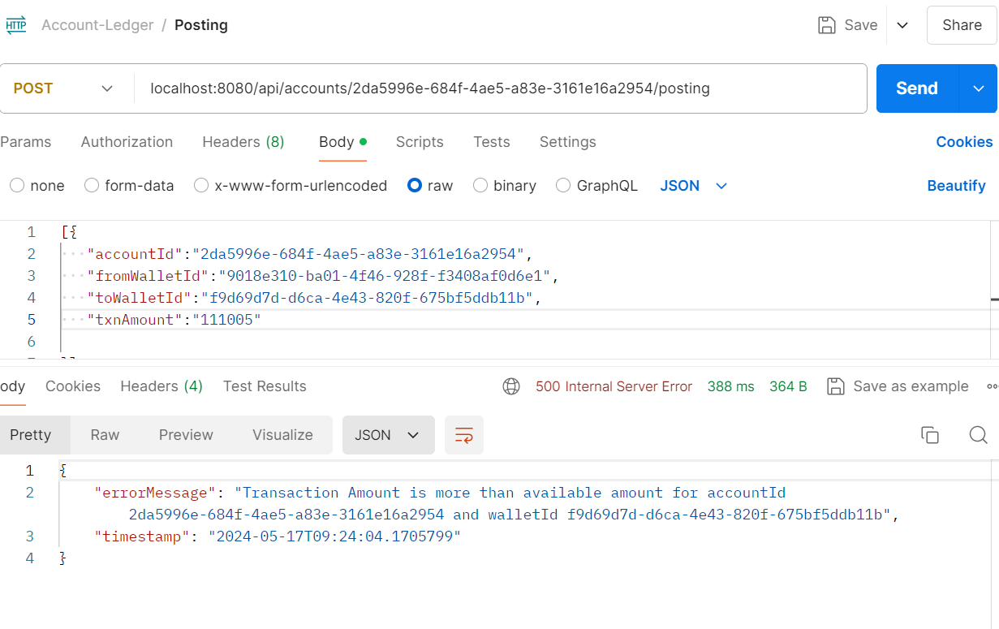 HTTP Account-Ledger / Posting Save Share
POST localhost:8080/api/accounts/2da5996e-684f-4ae5-a83e-3161e16a2954/posting Send
Params Authorization Headers (8) Body Scripts Tests Settings Cookies
none form-data x-www-form-urlencoded raw binary GraphQL JSON Beautify
1 [{
2 "accountId":"2da5996e-684f-4ae5-a83e-3161e16a2954",
3 "fromWalletId":"9018e310-ba01-4f46-928f-f3408af0d6e1",
4 "toWalletId":"f9d69d7d-d6ca-4e43-820f-675bf5ddb11b",
5 "txnAmount":"111005"
6
ody Cookies Headers (4) Test Results 500 Internal Server Error 388 ms 364 B Save as example
Pretty Raw Preview Visualize JSON
1 {
2 "errorMessage": "Transaction Amount is more than available amount for accountId
2da5996e-684f-4ae5-a83e-3161e16a2954 and walletId f9d69d7d-d6ca-4e43-820f-675bf5ddb11b",
3 "timestamp": "2024-05-17T09:24:04.1705799"
4 }